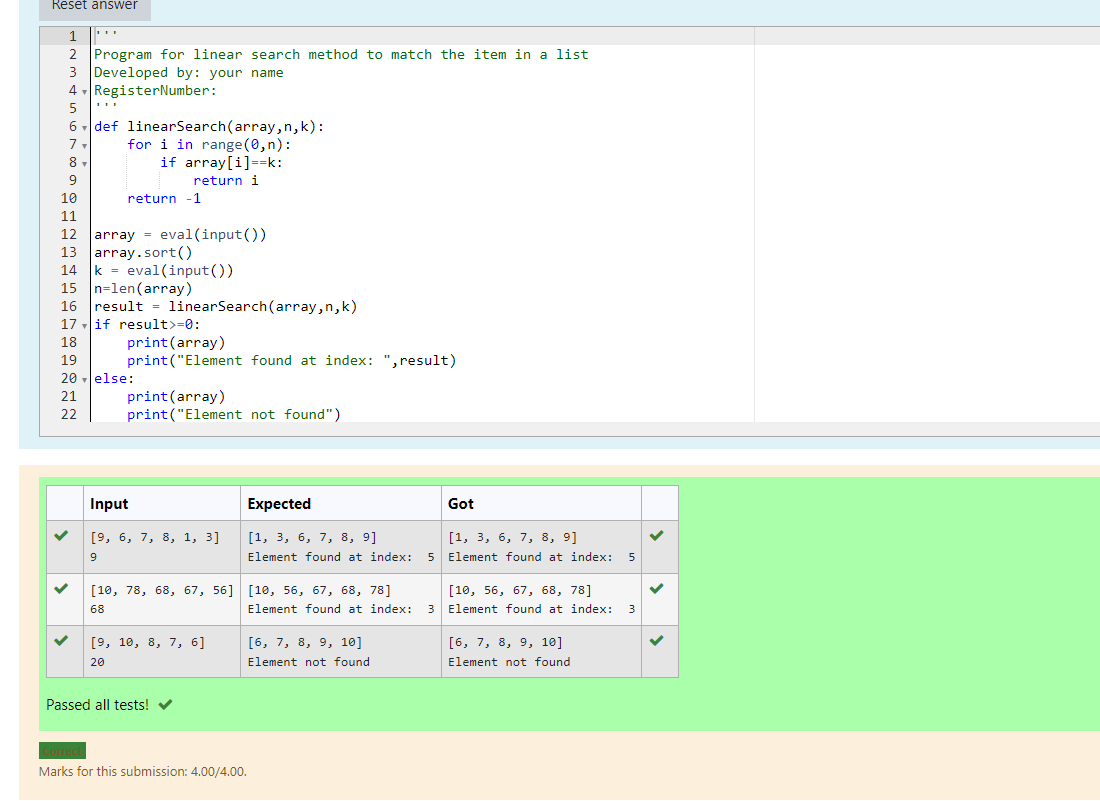 Reset answer
1 '''
2 Program for linear search method to match the item in a list
3 Developed by: your name
4 RegisterNumber:
5 '''
6 def linearSearch(array,n,k):
7     for i in range(0,n):
8         if array[i]==k:
9             return i
10     return -1
11
12 array = eval(input())
13 array.sort()
14 k = eval(input())
15 n=len(array)
16 result = linearSearch(array,n,k)
17 if result>=0:
18     print(array)
19     print("Element found at index: ",result)
20 else:
21     print(array)
22     print("Element not found")
Input Expected Got
[9, 6, 7, 8, 1, 3] [1, 3, 6, 7, 8, 9] [1, 3, 6, 7, 8, 9]
9 Element found at index:  5 Element found at index:  5
[10, 78, 68, 67, 56] [10, 56, 67, 68, 78] [10, 56, 67, 68, 78]
68 Element found at index:  3 Element found at index:  3
[9, 10, 8, 7, 6] [6, 7, 8, 9, 10] [6, 7, 8, 9, 10]
20 Element not found Element not found
Passed all tests!
Correct
Marks for this submission: 4.00/4.00.